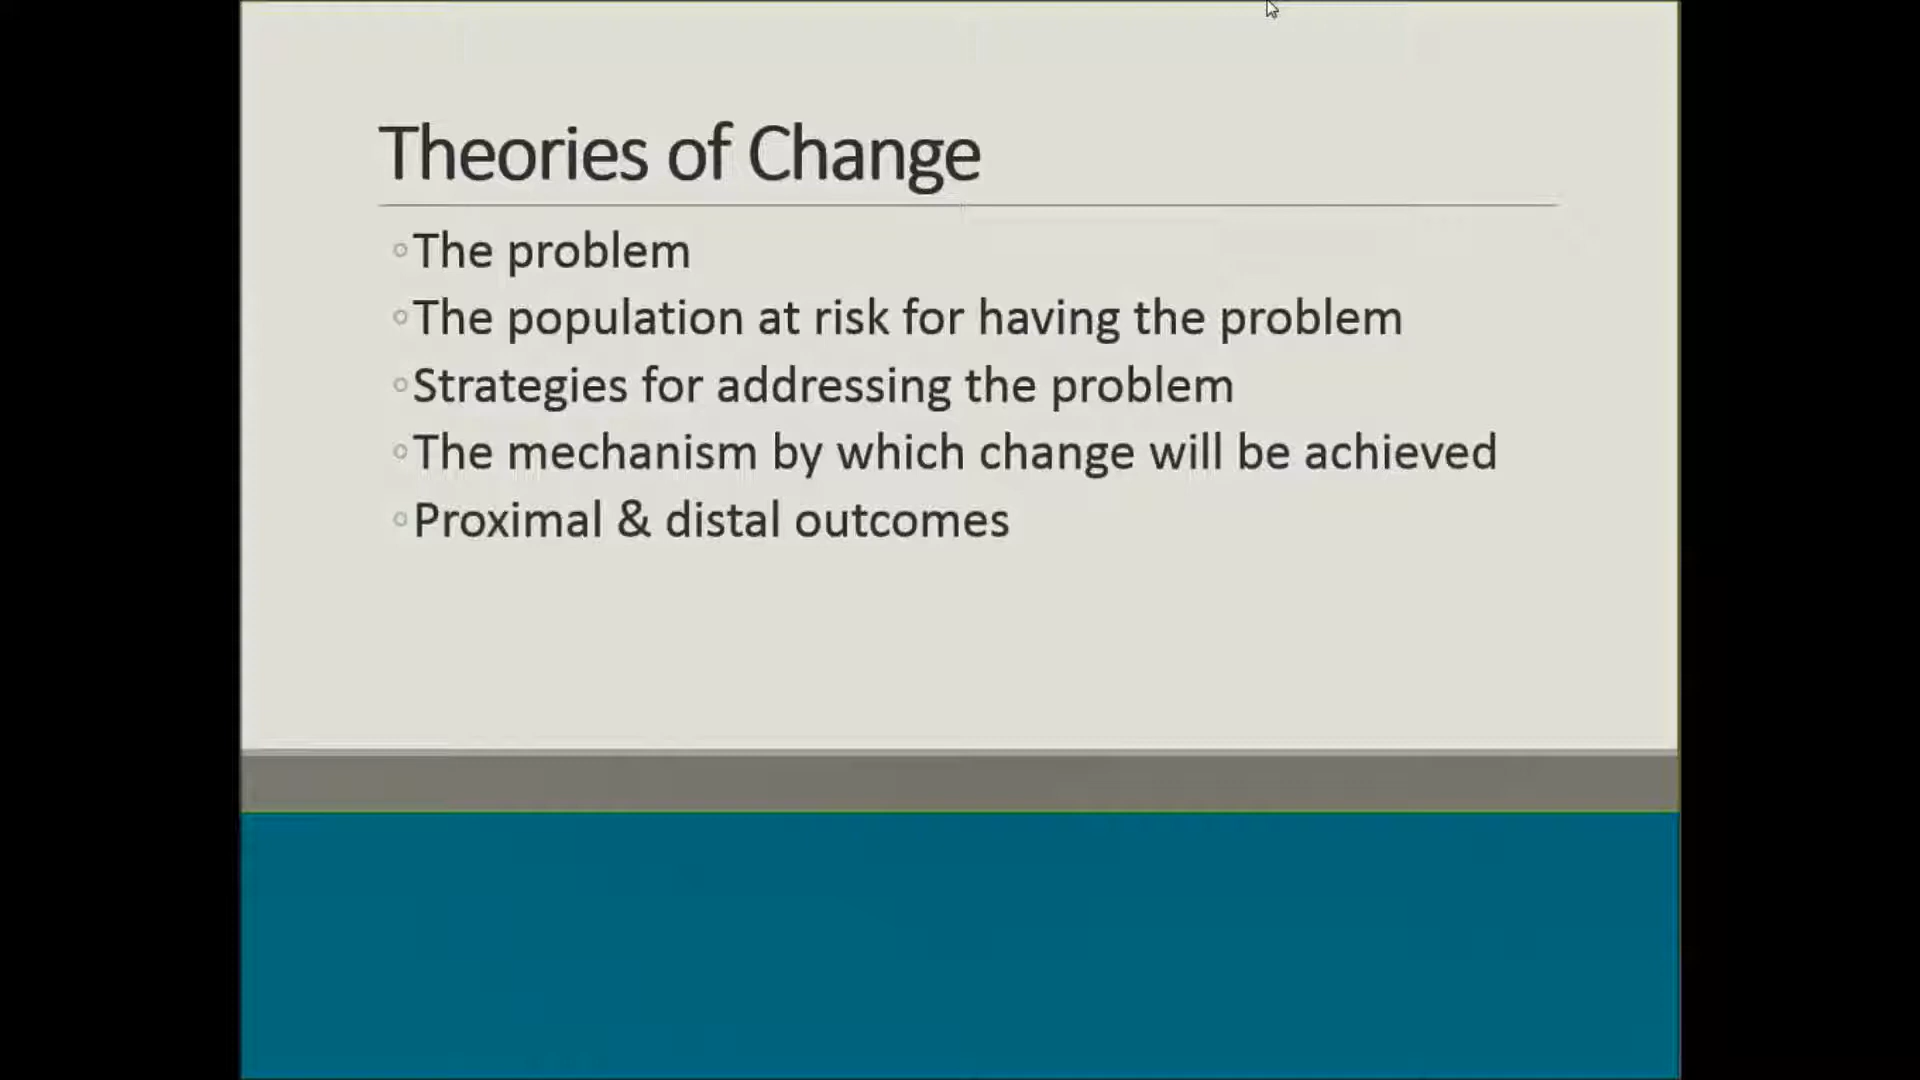 Theories of Change
◦The problem
◦The population at risk for having the problem
◦Strategies for addressing the problem
◦The mechanism by which change will be achieved
◦Proximal & distal outcomes